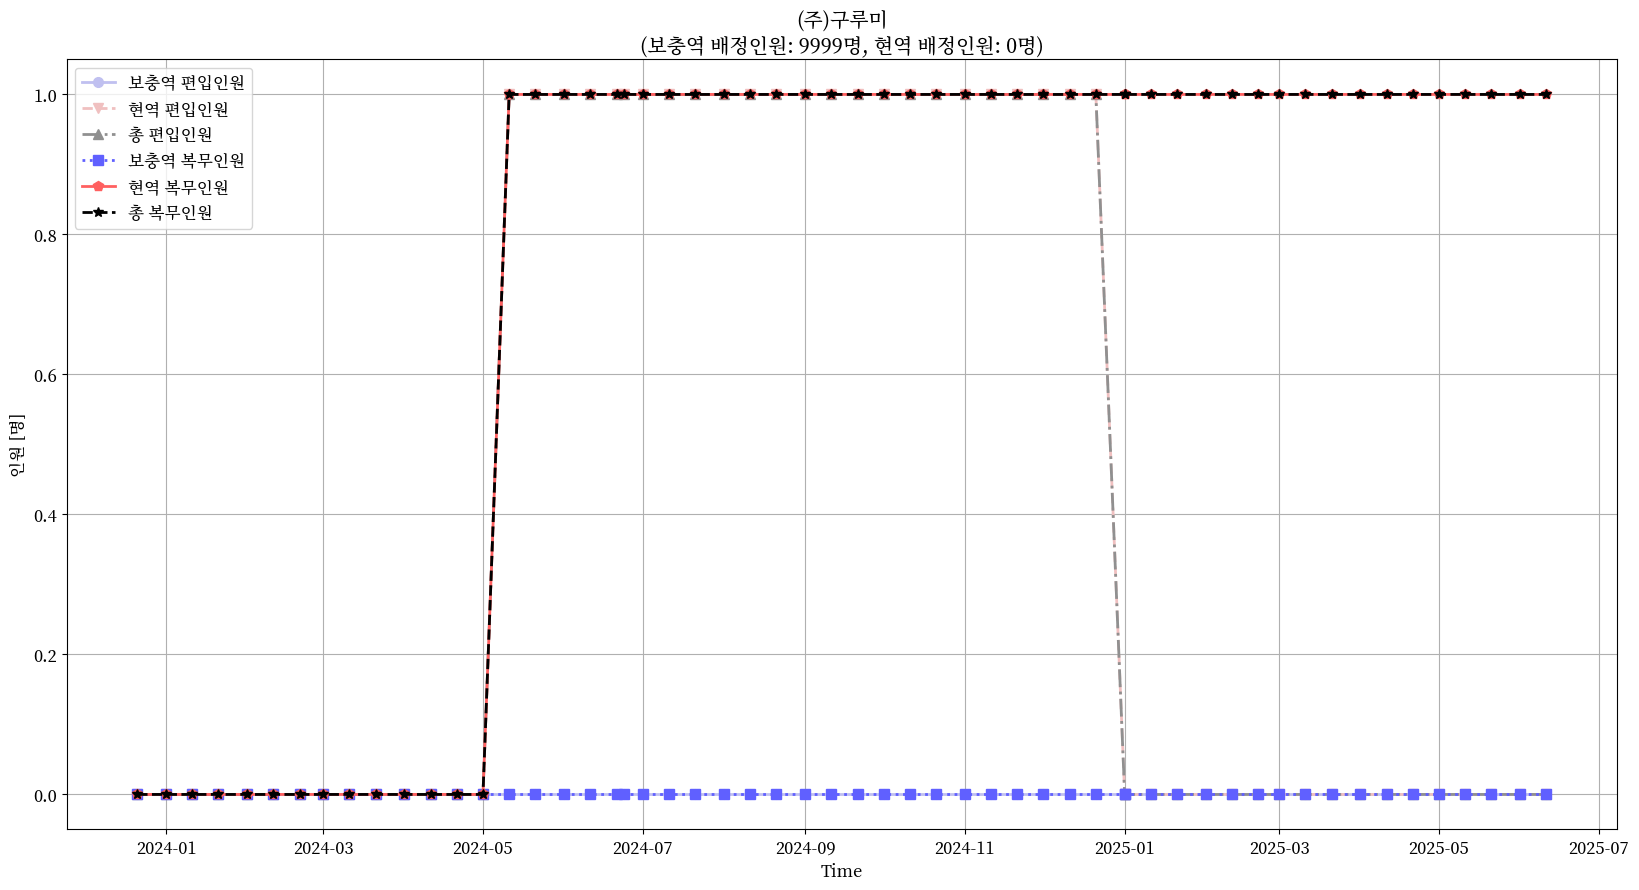 (주)구루미
(보충역 배정인원: 9999명, 현역 배정인원: 0명)
보충역 편입인원
현역 편입인원
총 편입인원
보충역 복무인원
현역 복무인원
총 복무인원
1.0
0.8
0.6
0.4
0.2
0.0
인원 [명]
2024-01
2024-03
2024-05
2024-07
2024-09
2024-11
2025-01
2025-03
2025-05
2025-07
Time